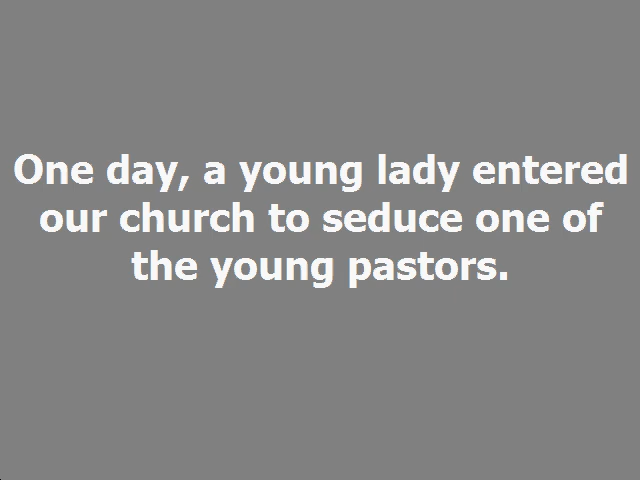 One day, a young lady entered
our church to seduce one of
the young pastors.